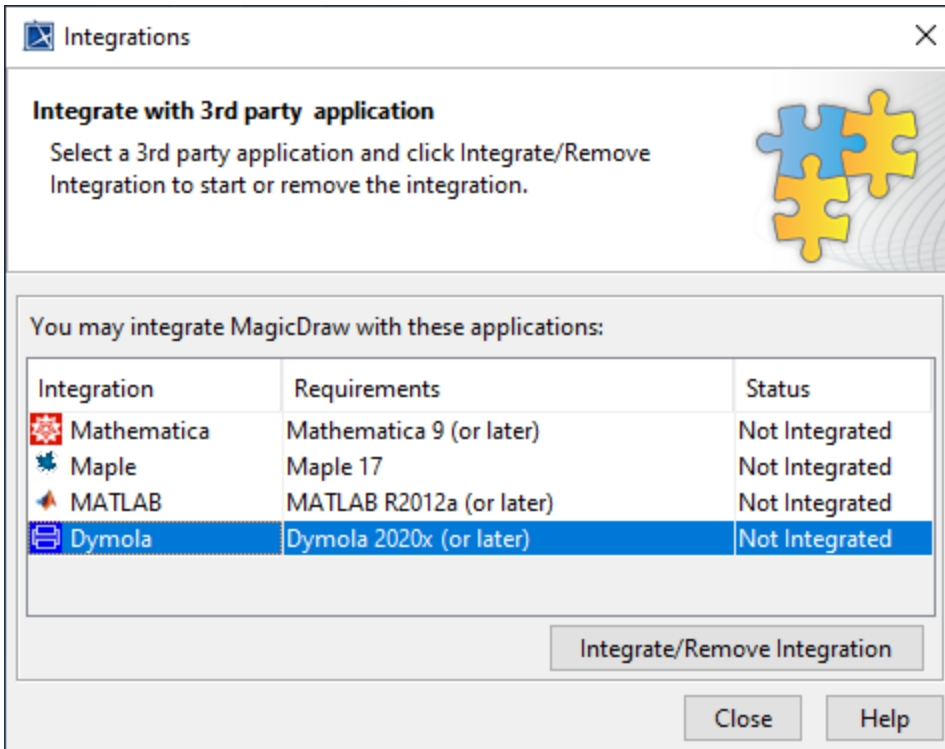 Integrations
Integrate with 3rd party application
Select a 3rd party application and click Integrate/Remove
Integration to start or remove the integration.
You may integrate MagicDraw with these applications:
Integration Requirements Status
Mathematica Mathematica 9 (or later) Not Integrated
Maple Maple 17 Not Integrated
MATLAB MATLAB R2012a (or later) Not Integrated
Dymola Dymola 2020x (or later) Not Integrated
Integrate/Remove Integration
Close Help